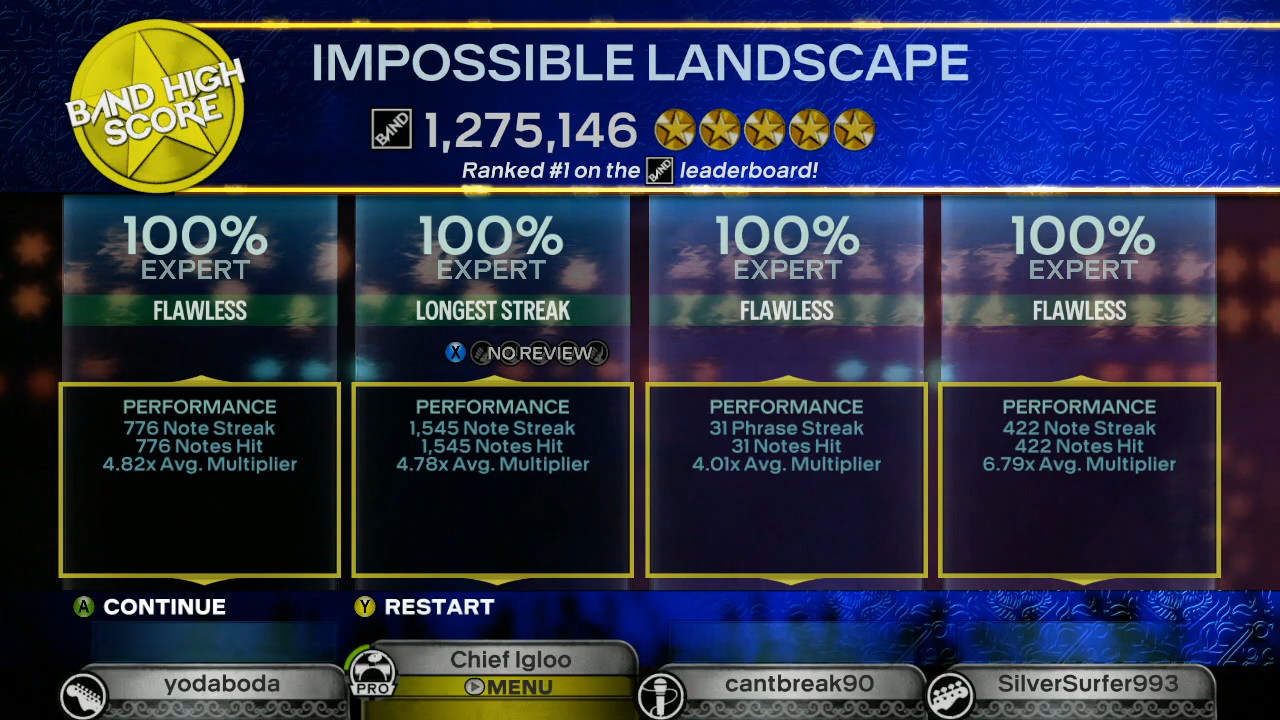 BAND HIGH
SCORE
IMPOSSIBLE LANDSCAPE
BAND 1,275,146
Ranked #1 on the BAND leaderboard!
100%
EXPERT
FLAWLESS
PERFORMANCE
776 Note Streak
776 Notes Hit
4.82x Avg. Multiplier
100%
EXPERT
LONGEST STREAK
X NO REVIEW
PERFORMANCE
1,545 Note Streak
1,545 Notes Hit
4.78x Avg. Multiplier
100%
EXPERT
FLAWLESS
PERFORMANCE
31 Phrase Streak
31 Notes Hit
4.01x Avg. Multiplier
100%
EXPERT
FLAWLESS
PERFORMANCE
422 Note Streak
422 Notes Hit
6.79x Avg. Multiplier
A CONTINUE
Y RESTART
yodaboda
PRO
Chief Igloo
MENU
cantbreak90
SilverSurfer993